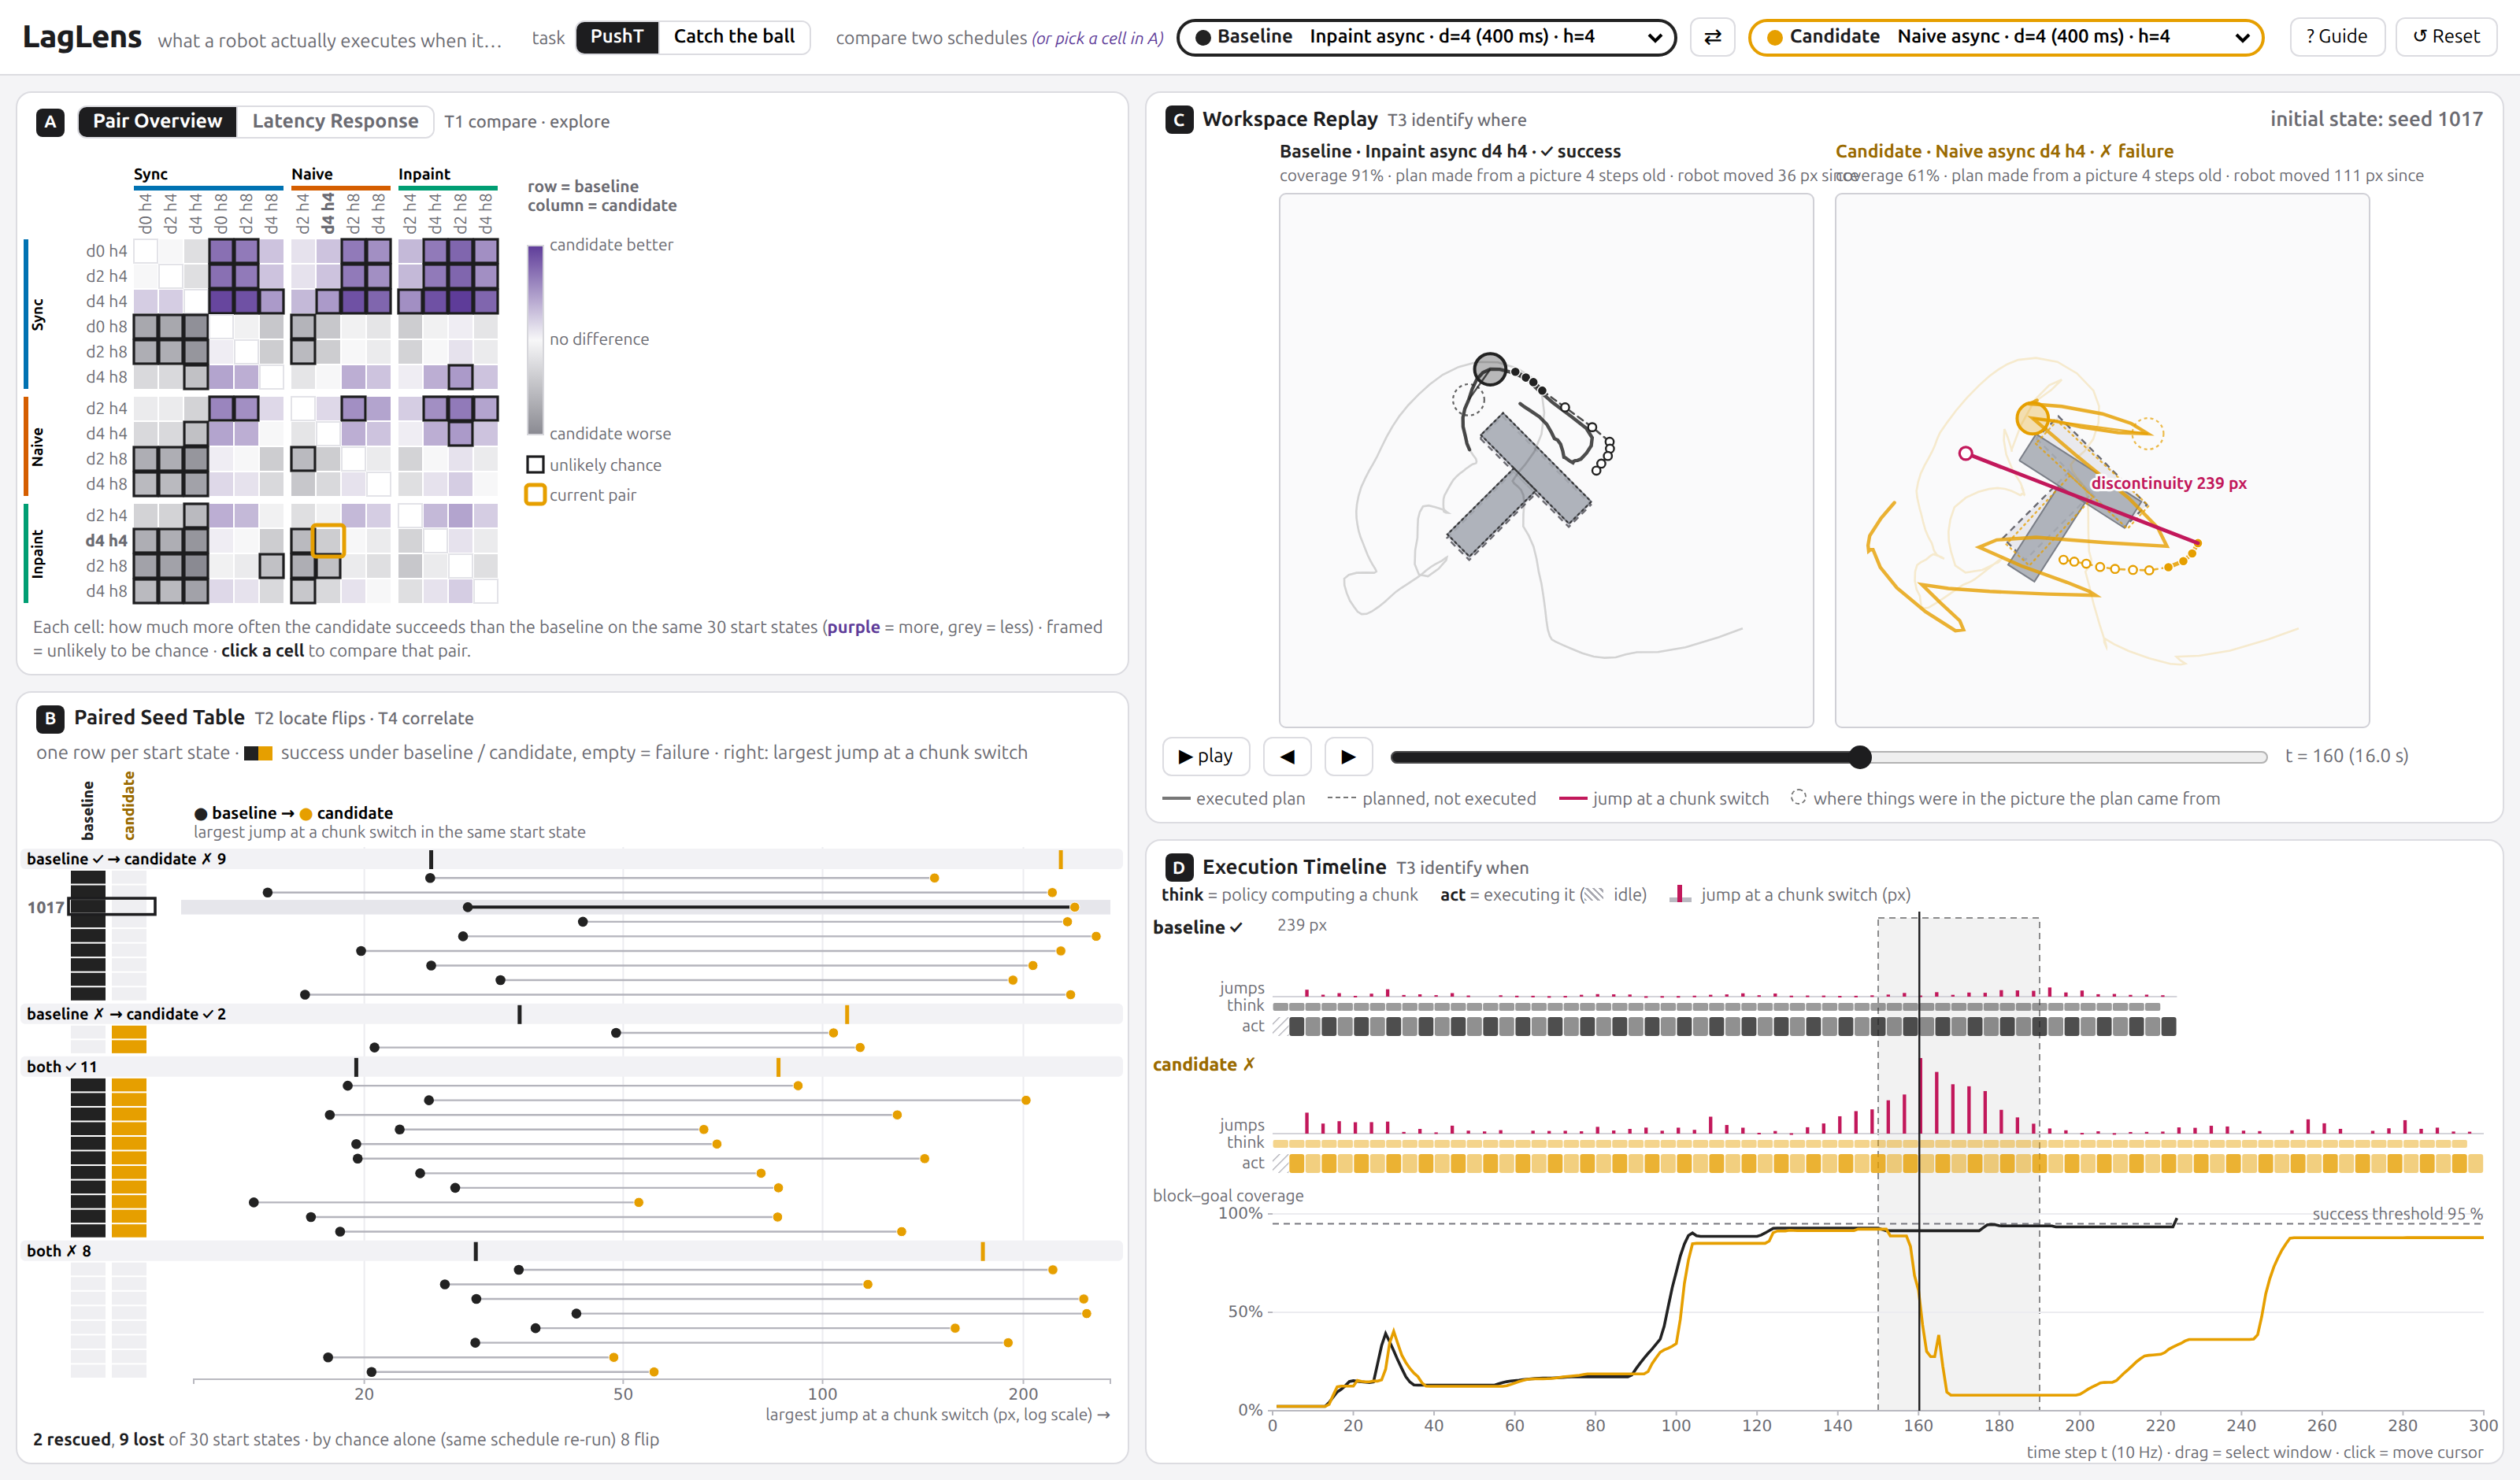 LagLens what a robot actually executes when it… task PushT Catch the ball compare two schedules (or pick a cell in A) Baseline Inpaint async · d=4 (400 ms) · h=4 ⇄ Candidate Naive async · d=4 (400 ms) · h=4 ? Guide ↺ Reset
A Pair Overview Latency Response T1 compare · explore
Sync Naive Inpaint
d0 h4 d2 h4 d4 h4 d0 h8 d2 h8 d4 h8 d2 h4 d4 h4 d2 h8 d4 h8 d2 h4 d4 h4 d2 h8 d4 h8
row = baseline
column = candidate
Sync
d0 h4
d2 h4
d4 h4
d0 h8
d2 h8
d4 h8
Naive
d2 h4
d4 h4
d2 h8
d4 h8
Inpaint
d2 h4
d4 h4
d2 h8
d4 h8
candidate better
no difference
candidate worse
unlikely chance
current pair
Each cell: how much more often the candidate succeeds than the baseline on the same 30 start states (purple = more, grey = less) · framed
= unlikely to be chance · click a cell to compare that pair.
B Paired Seed Table T2 locate flips · T4 correlate
one row per start state · success under baseline / candidate, empty = failure · right: largest jump at a chunk switch
baseline candidate
baseline → candidate
largest jump at a chunk switch in the same start state
baseline ✓ → candidate ✗ 9
1017
baseline ✗ → candidate ✓ 2
both ✓ 11
both ✗ 8
20 50 100 200
largest jump at a chunk switch (px, log scale) →
2 rescued, 9 lost of 30 start states · by chance alone (same schedule re-run) 8 flip
C Workspace Replay T3 identify where initial state: seed 1017
Baseline · Inpaint async d4 h4 · ✓ success
coverage 91% · plan made from a picture 4 steps old · robot moved 36 px since
Candidate · Naive async d4 h4 · ✗ failure
coverage 61% · plan made from a picture 4 steps old · robot moved 111 px since
discontinuity 239 px
▶ play ◀ ▶ t = 160 (16.0 s)
executed plan planned, not executed jump at a chunk switch where things were in the picture the plan came from
D Execution Timeline T3 identify when
think = policy computing a chunk act = executing it ( idle) jump at a chunk switch (px)
baseline ✓ 239 px
jumps
think
act
candidate ✗
jumps
think
act
block–goal coverage
100%
success threshold 95 %
50%
0%
0 20 40 60 80 100 120 140 160 180 200 220 240 260 280 300
time step t (10 Hz) · drag = select window · click = move cursor